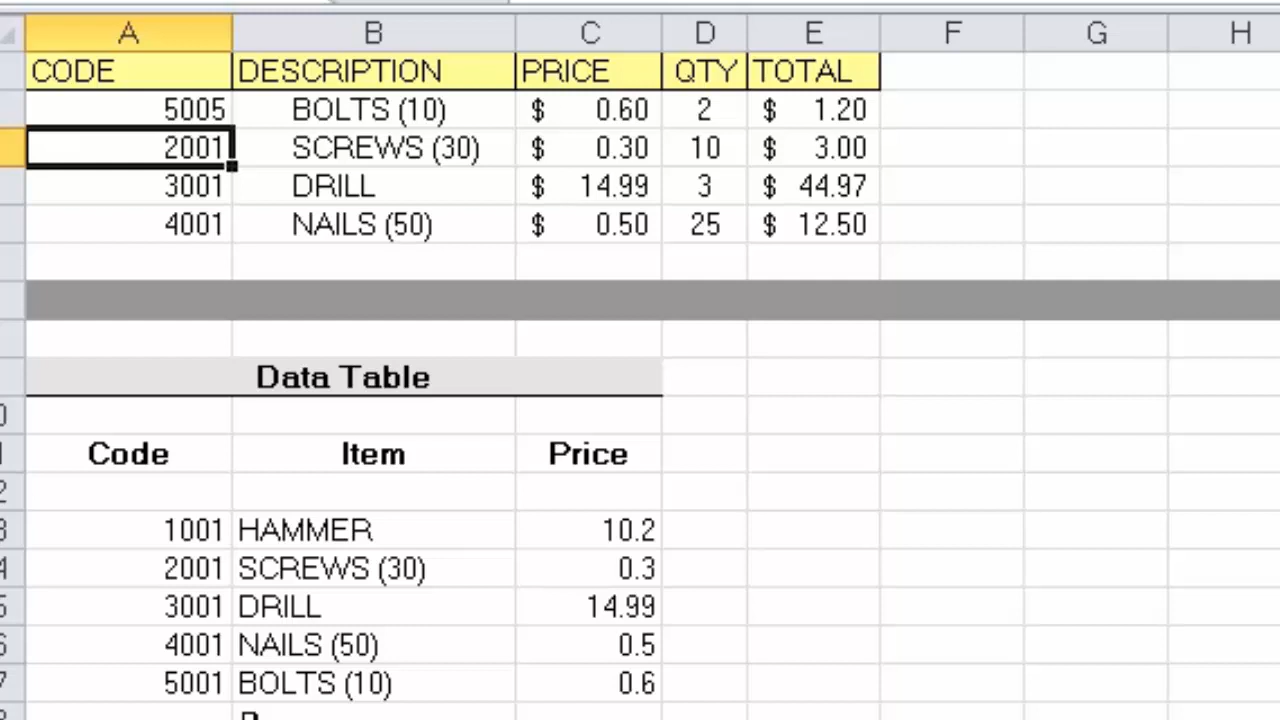 A B C D E F G H
CODE DESCRIPTION PRICE QTY TOTAL
5005 BOLTS (10) $ 0.60 2 $ 1.20
2001 SCREWS (30) $ 0.30 10 $ 3.00
3001 DRILL $ 14.99 3 $ 44.97
4001 NAILS (50) $ 0.50 25 $ 12.50
Data Table
Code Item Price
1001 HAMMER 10.2
2001 SCREWS (30) 0.3
3001 DRILL 14.99
4001 NAILS (50) 0.5
5001 BOLTS (10) 0.6